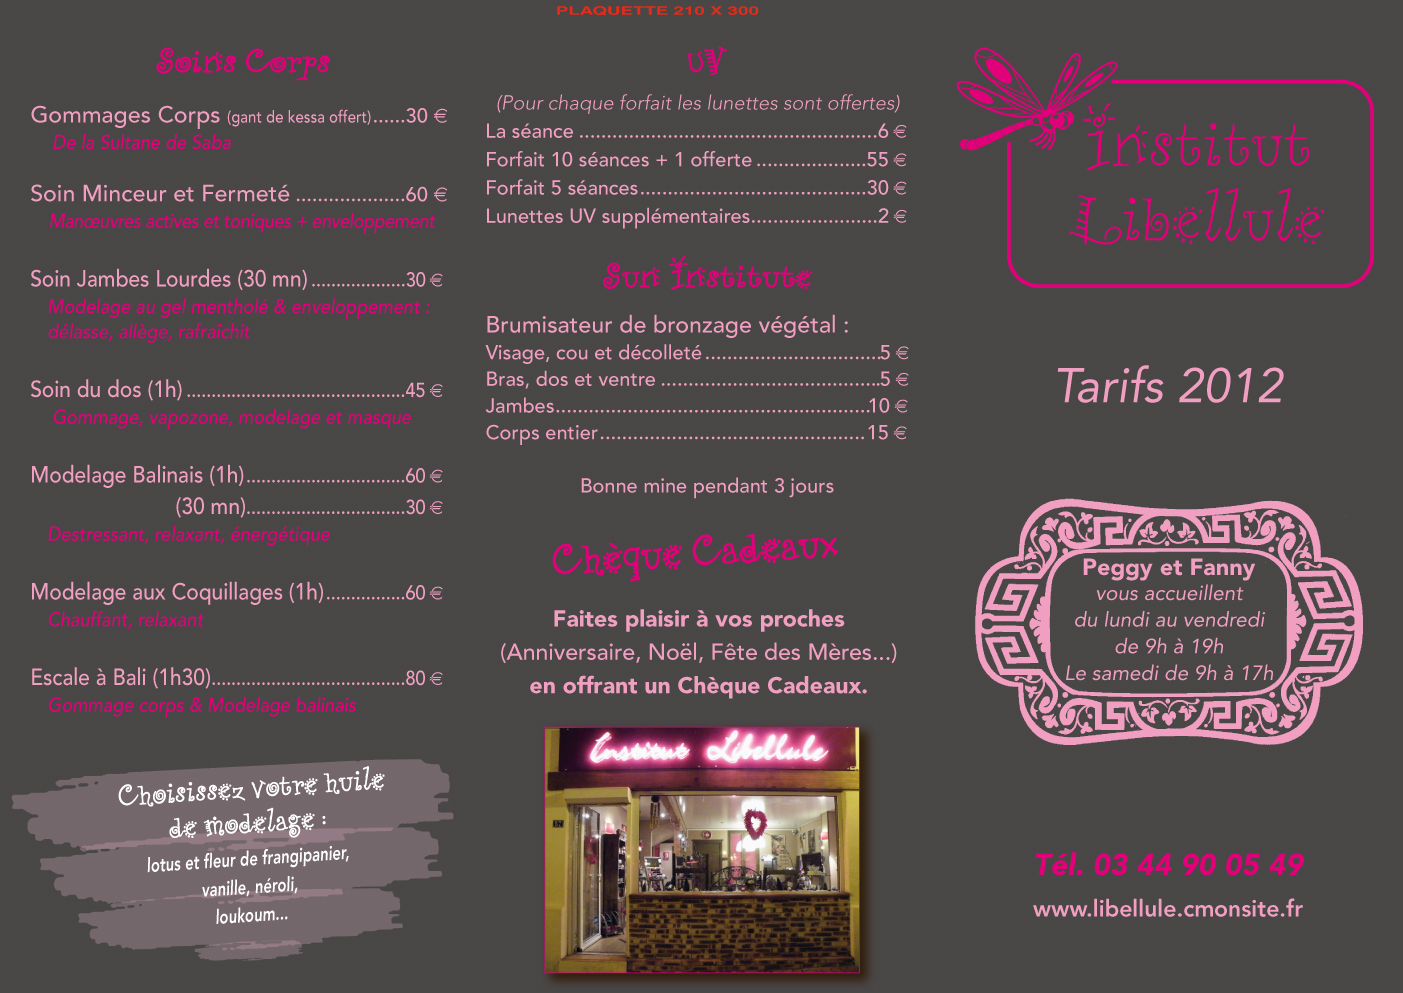 PLAQUETTE 210 X 300
Soins Corps
Gommages Corps (gant de kessa offert)......30 €
De la Sultane de Saba
Soin Minceur et Fermeté .....................60 €
Manœuvres actives et toniques + enveloppement
Soin Jambes Lourdes (30 mn) ...................30 €
Modelage au gel mentholé & enveloppement :
délasse, allège, rafraîchit
Soin du dos (1h) ............................................45 €
Gommage, vapozone, modelage et masque
Modelage Balinais (1h)................................60 €
(30 mn)................................30 €
Destressant, relaxant, énergétique
Modelage aux Coquillages (1h)................60 €
Chauffant, relaxant
Escale à Bali (1h30).......................................80 €
Gommage corps & Modelage balinais
Choisissez votre huile
de modelage :
lotus et fleur de frangipanier,
vanille, néroli,
loukoum...
UV
(Pour chaque forfait les lunettes sont offertes)
La séance ......................................................6 €
Forfait 10 séances + 1 offerte ....................55 €
Forfait 5 séances.........................................30 €
Lunettes UV supplémentaires.......................2 €
Sun Institute
Brumisateur de bronzage végétal :
Visage, cou et décolleté................................5 €
Bras, dos et ventre ........................................5 €
Jambes.........................................................10 €
Corps entier................................................15 €
Bonne mine pendant 3 jours
Chèque Cadeaux
Faites plaisir à vos proches
(Anniversaire, Noël, Fête des Mères...)
en offrant un Chèque Cadeaux.
Institut Libellule
Institut
Libellule
Tarifs 2012
Peggy et Fanny
vous accueillent
du lundi au vendredi
de 9h à 19h
Le samedi de 9h à 17h
Tél. 03 44 90 05 49
www.libellule.cmonsite.fr